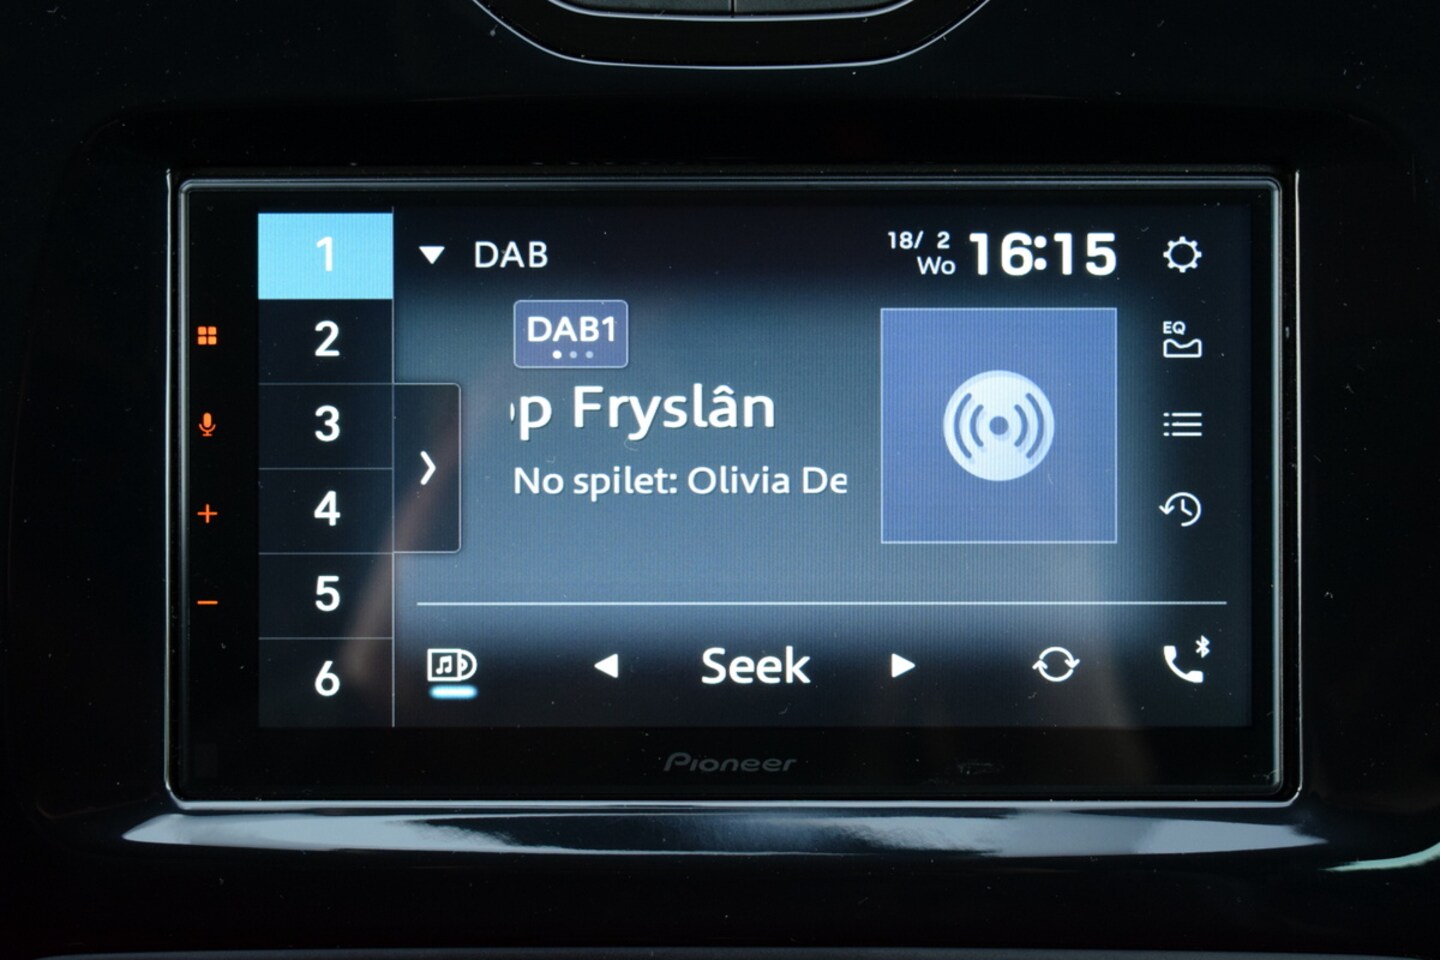 1
2
3
4
5
6
DAB
18/ 2
Wo
16:15
DAB1
p Fryslân
No spilet: Olivia De
EQ
Seek
Pioneer